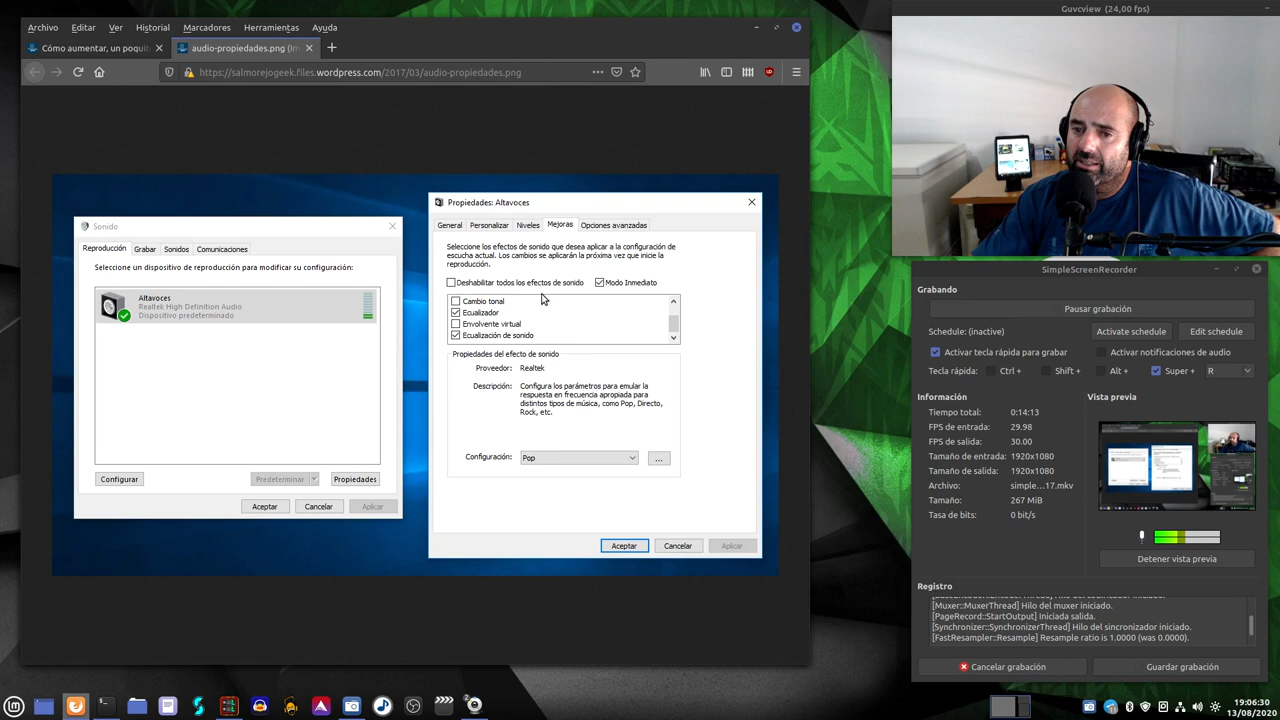 Archivo Editar Ver Historial Marcadores Herramientas Ayuda
Cómo aumentar, un poquito
audio-propiedades.png (Im
https://salmorejogeek.files.wordpress.com/2017/03/audio-propiedades.png
Sonido
Reproducción Grabar Sonidos Comunicaciones
Seleccione un dispositivo de reproducción para modificar su configuración:
Altavoces
Realtek High Definition Audio
Dispositivo predeterminado
Configurar Predeterminar Propiedades
Aceptar Cancelar Aplicar
Propiedades: Altavoces
General Personalizar Niveles Mejoras Opciones avanzadas
Seleccione los efectos de sonido que desea aplicar a la configuración de
escucha actual. Los cambios se aplicarán la próxima vez que inicie la
reproducción.
Deshabilitar todos los efectos de sonido Modo Inmediato
Cambio tonal
Ecualizador
Envolvente virtual
Ecualización de sonido
Propiedades del efecto de sonido
Proveedor: Realtek
Descripción: Configura los parámetros para emular la
respuesta en frecuencia apropiada para
distintos tipos de música, como Pop, Directo,
Rock, etc.
Configuración: Pop ...
Aceptar Cancelar Aplicar
Guvcview (24,00 fps)
SimpleScreenRecorder
Grabando
Pausar grabación
Schedule: (inactive) Activate schedule Edit schedule
Activar tecla rápida para grabar Activar notificaciones de audio
Tecla rápida: Ctrl + Shift + Alt + Super + R
Información
Tiempo total: 0:14:13
FPS de entrada: 29.98
FPS de salida: 30.00
Tamaño de entrada: 1920x1080
Tamaño de salida: 1920x1080
Archivo: simple...17.mkv
Tamaño: 267 MiB
Tasa de bits: 0 bit/s
Vista previa
Detener vista previa
Registro
[Muxer::MuxerThread] Hilo del muxer iniciado.
[PageRecord::StartOutput] Iniciada salida.
[Synchronizer::SynchronizerThread] Hilo del sincronizador iniciado.
[FastResampler::Resample] Resample ratio is 1.0000 (was 0.0000).
Cancelar grabación Guardar grabación
19:06:30
13/08/2020